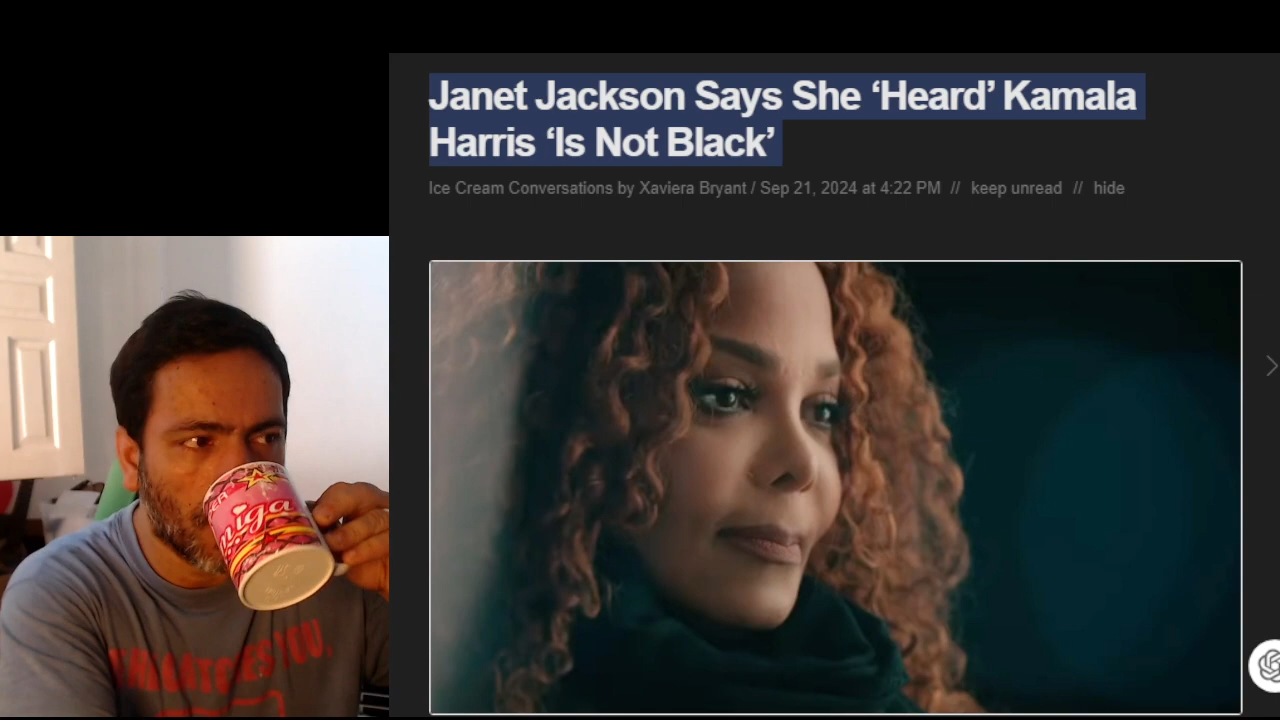 Janet Jackson Says She ‘Heard’ Kamala
Harris ‘Is Not Black’
Ice Cream Conversations by Xaviera Bryant / Sep 21, 2024 at 4:22 PM // keep unread // hide